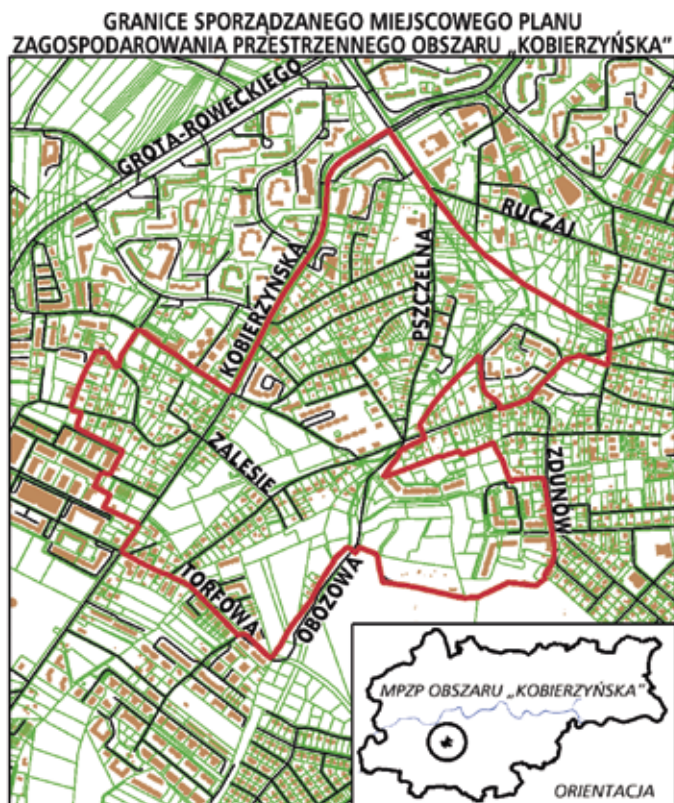 GRANICE SPORZĄDZANEGO MIEJSCOWEGO PLANU
ZAGOSPODAROWANIA PRZESTRZENNEGO OBSZARU „KOBIERZYŃSKA”
GROTA-ROWECKIEGO
RUCZAJ
KOBIERZYŃSKA
PSZCZELNA
ZALESIE
ZDUNÓW
TORFOWA
OBOZOWA
MPZP OBSZARU „KOBIERZYŃSKA”
ORIENTACJA